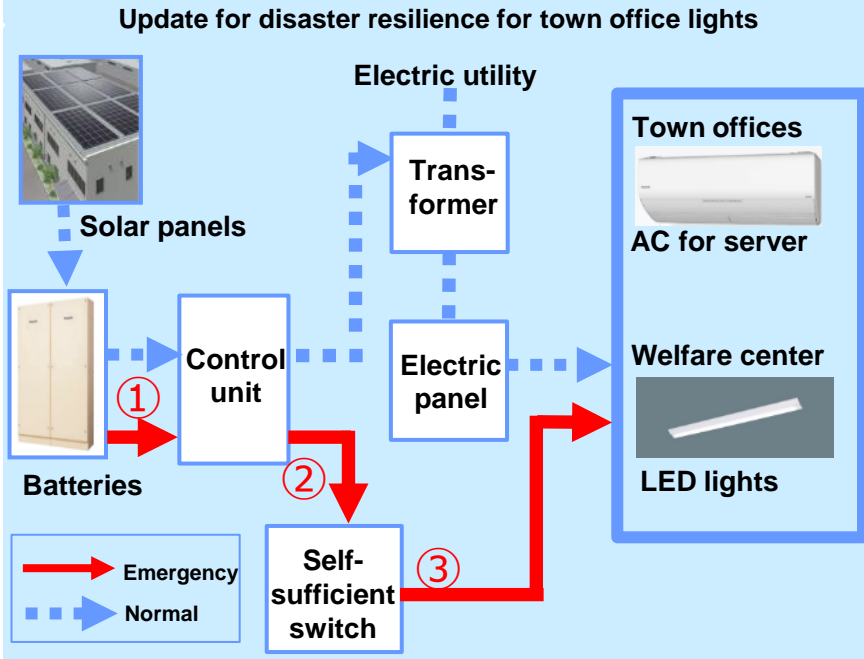 Update for disaster resilience for town office lights
Electric utility
Town offices
Trans-
former
Solar panels
AC for server
Control
unit
Electric
panel
Welfare center
①
Batteries
②
LED lights
Self-
sufficient
switch
③
Emergency
Normal